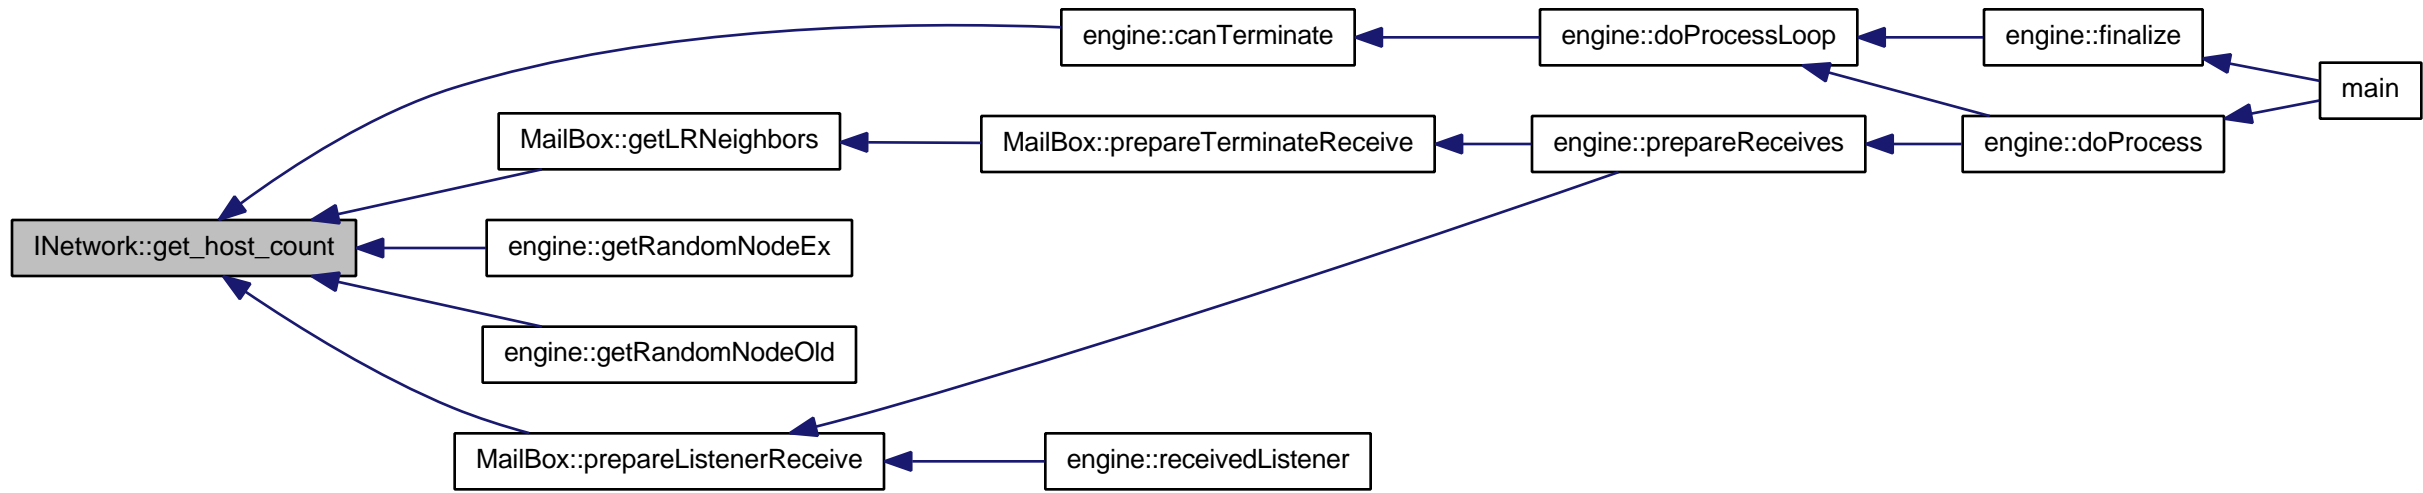 engine::canTerminate
engine::doProcessLoop
engine::finalize
main
MailBox::getLRNeighbors
MailBox::prepareTerminateReceive
engine::prepareReceives
engine::doProcess
INetwork::get_host_count
engine::getRandomNodeEx
engine::getRandomNodeOld
MailBox::prepareListenerReceive
engine::receivedListener